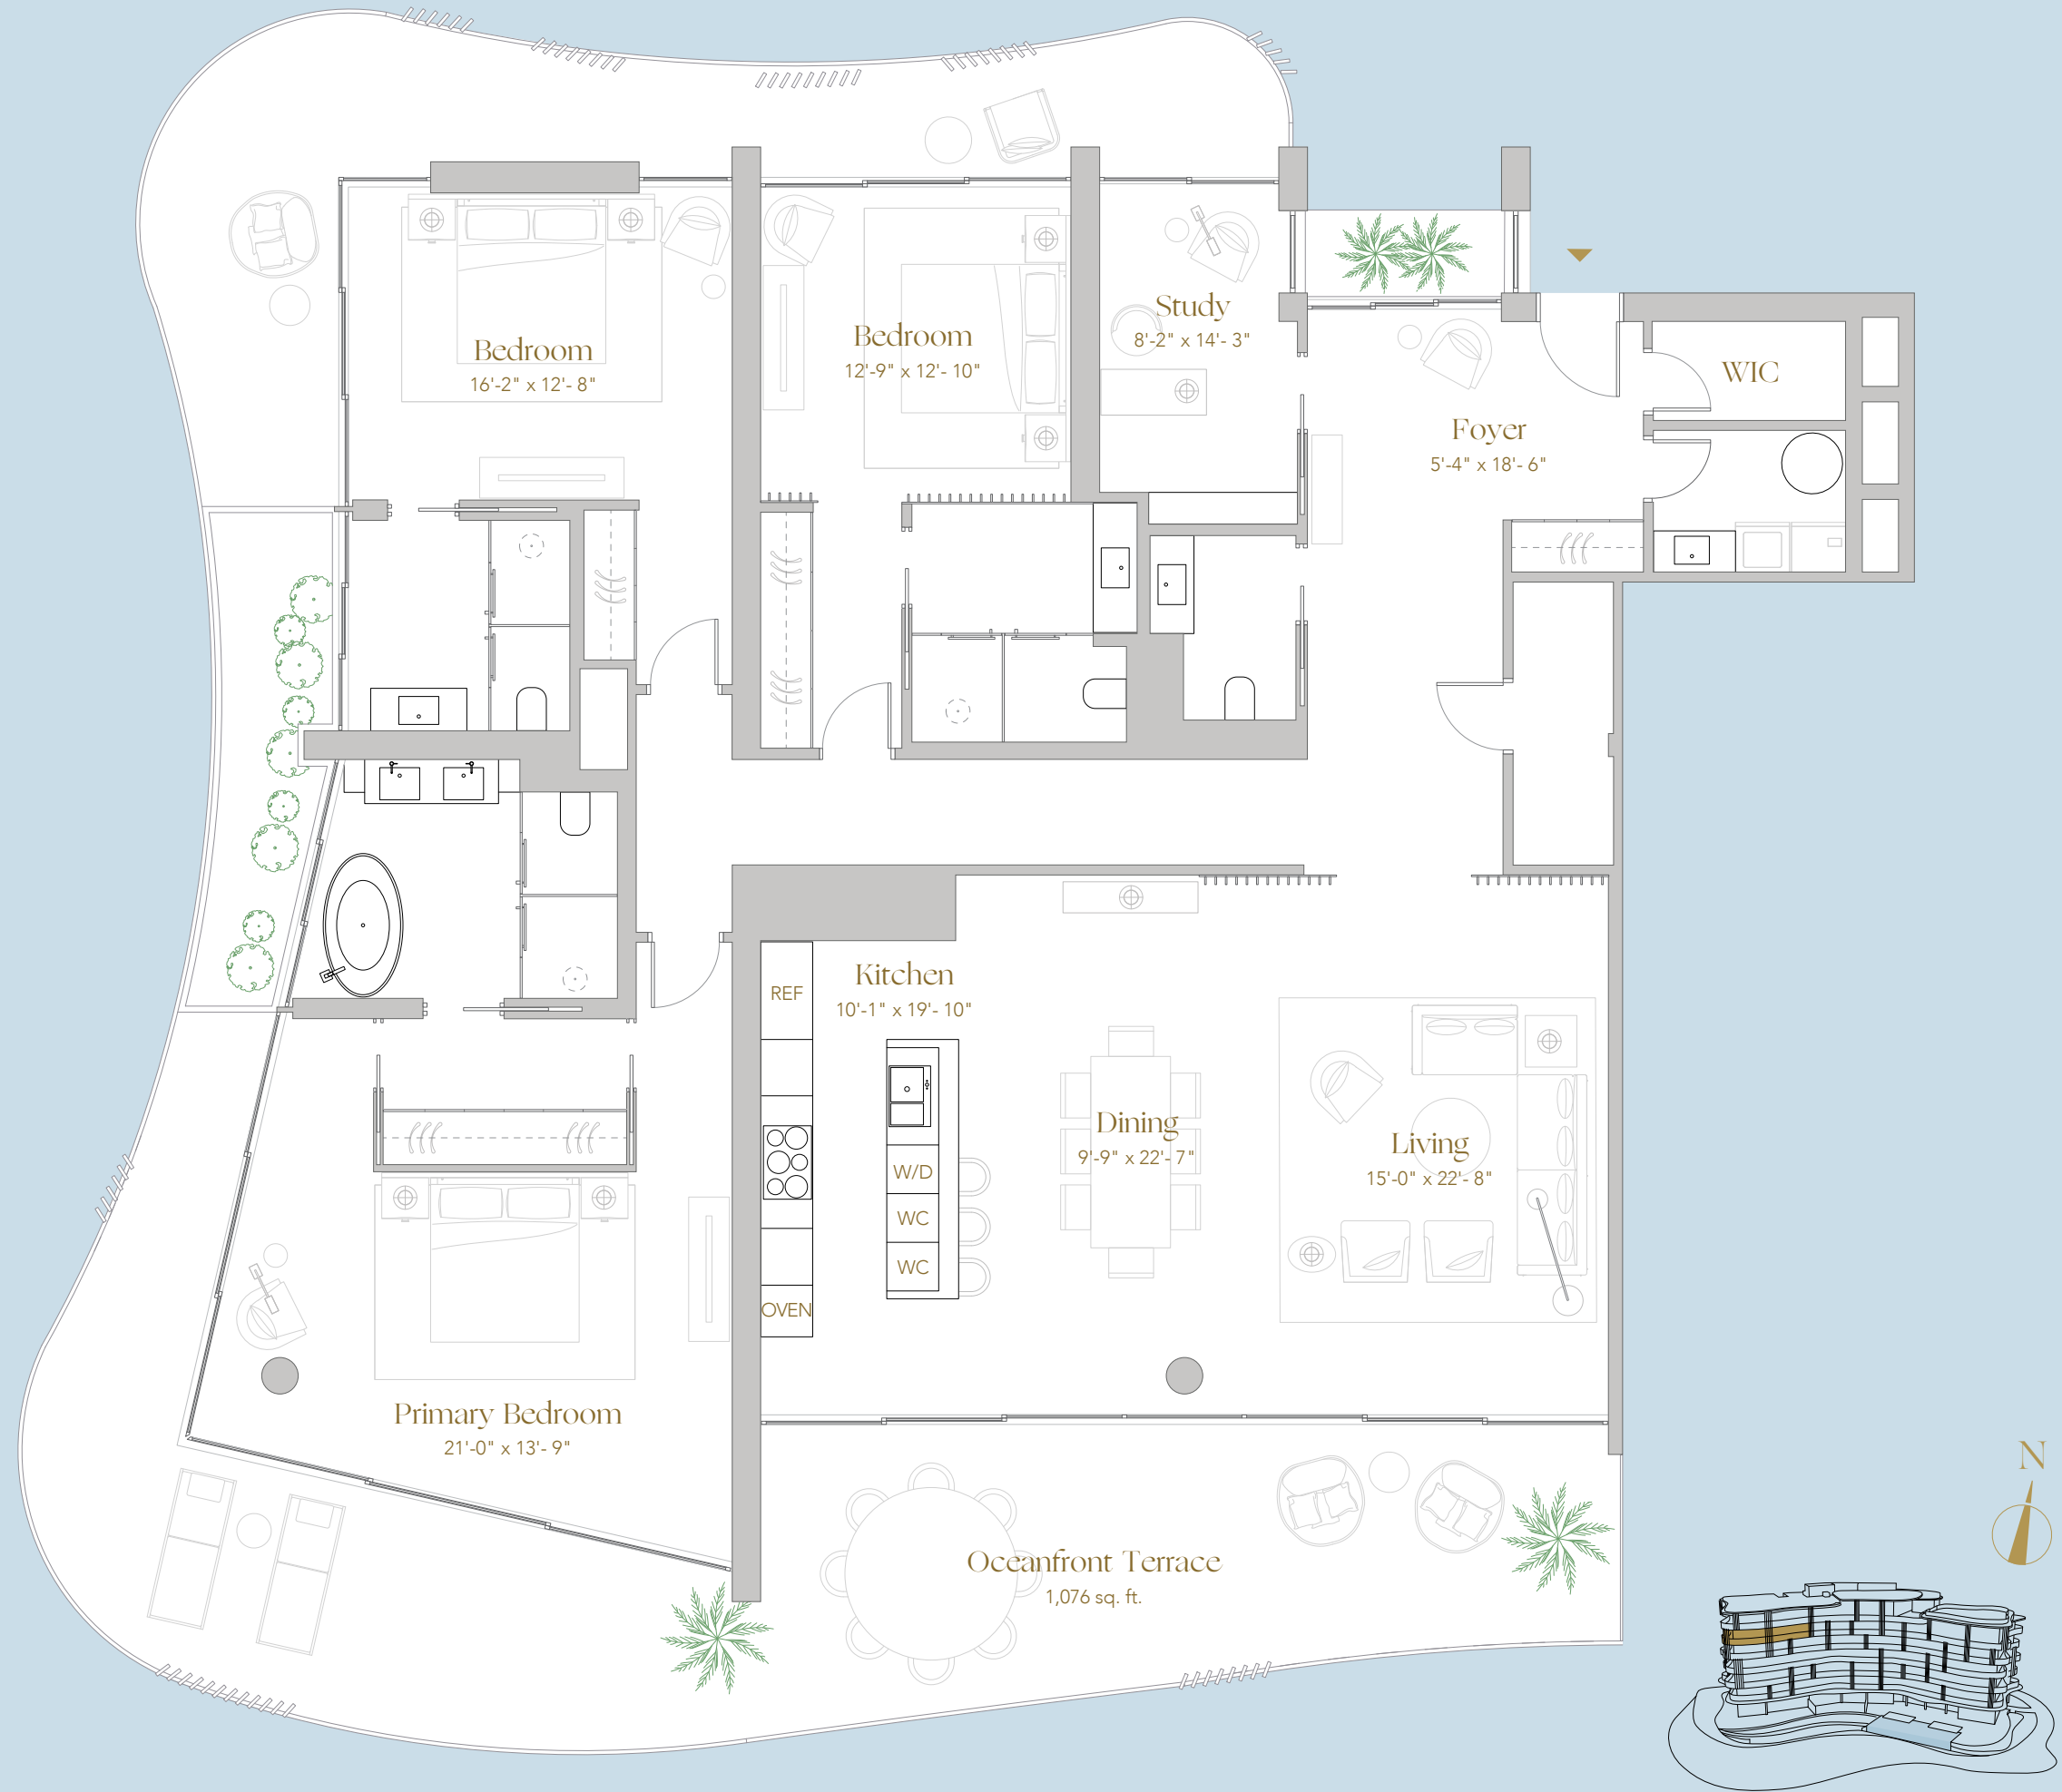 Study
8'-2" x 14'- 3"
Bedroom
12'-9" x 12'- 10"
Bedroom
16'-2" x 12'- 8"
WIC
Foyer
5'-4" x 18'- 6"
Kitchen
10'-1" x 19'- 10"
REF
Dining
9'-9" x 22'- 7"
Living
15'-0" x 22'- 8"
W/D
WC
WC
OVEN
Primary Bedroom
21'-0" x 13'- 9"
Oceanfront Terrace
1,076 sq. ft.
N